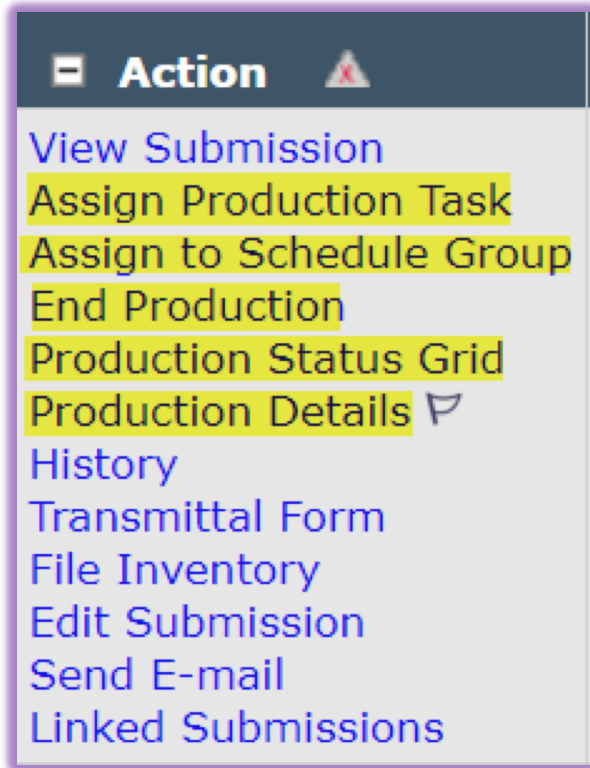 Action
View Submission
Assign Production Task
Assign to Schedule Group
End Production
Production Status Grid
Production Details
History
Transmittal Form
File Inventory
Edit Submission
Send E-mail
Linked Submissions